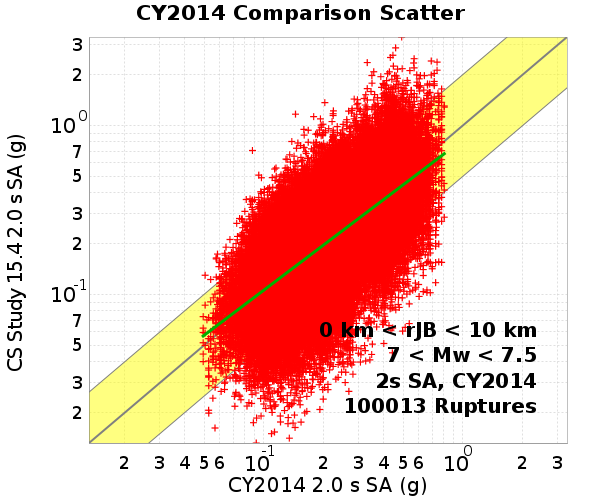 CY2014 Comparison Scatter
CS Study 15.4 2.0 s SA (g)
3
2
10^0
7
5
3
2
10^-1
7
5
3
2
0 km < rJB < 10 km
7 < Mw < 7.5
2s SA, CY2014
100013 Ruptures
2 3 4 5 6 10^-1 2 3 4 5 6 10^0 2 3
CY2014 2.0 s SA (g)